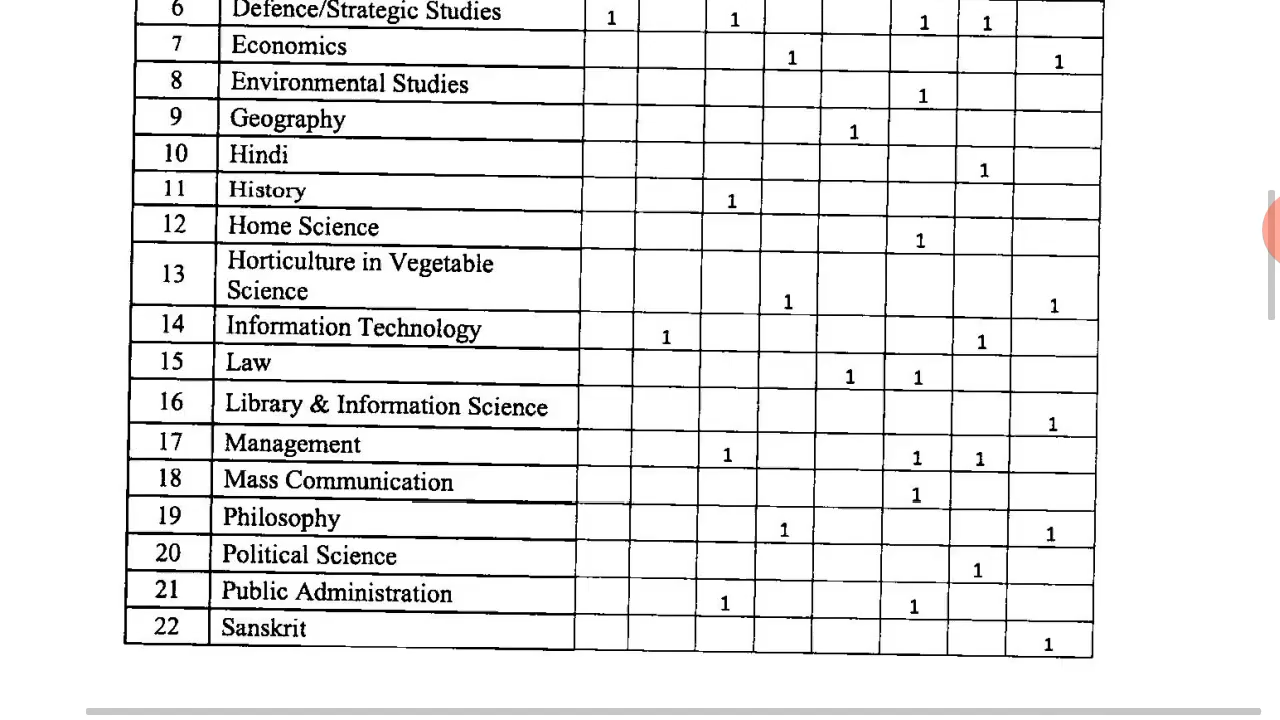 6 Defence/Strategic Studies 1 1 1 1
7 Economics 1 1
8 Environmental Studies 1
9 Geography 1
10 Hindi 1
11 History 1
12 Home Science 1
13 Horticulture in Vegetable
Science 1 1
14 Information Technology 1 1
15 Law 1 1
16 Library & Information Science 1
17 Management 1 1 1
18 Mass Communication 1
19 Philosophy 1 1
20 Political Science 1
21 Public Administration 1 1
22 Sanskrit 1